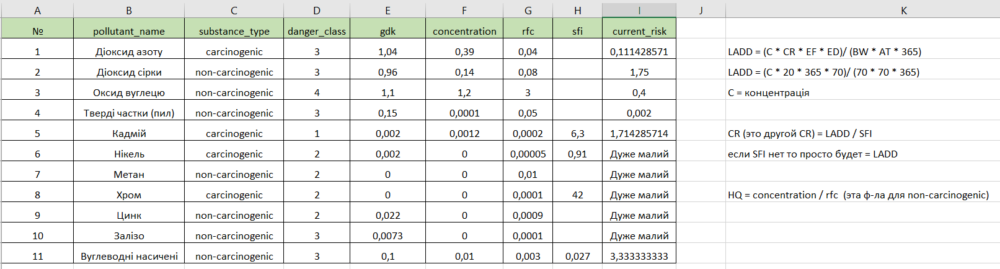 A B C D E F G H I J K
№ pollutant_name substance_type danger_class gdk concentration rfc sfi current_risk
1 Діоксид азоту carcinogenic 3 1,04 0,39 0,04 0,111428571 LADD = (C * CR * EF * ED)/ (BW * AT * 365)
2 Діоксид сірки non-carcinogenic 3 0,96 0,14 0,08 1,75 LADD = (C * 20 * 365 * 70)/ (70 * 70 * 365)
3 Оксид вуглецю non-carcinogenic 4 1,1 1,2 3 0,4 C = концентрація
4 Тверді частки (пил) non-carcinogenic 3 0,15 0,0001 0,05 0,002
5 Кадмій carcinogenic 1 0,002 0,0012 0,0002 6,3 1,714285714 CR (это другой CR) = LADD / SFI
6 Нікель carcinogenic 2 0,002 0 0,00005 0,91 Дуже малий если SFI нет то просто будет = LADD
7 Метан non-carcinogenic 2 0 0 0,01 Дуже малий
8 Хром carcinogenic 2 0 0 0,0001 42 Дуже малий HQ = concentration / rfc (эта ф-ла для non-carcinogenic)
9 Цинк non-carcinogenic 2 0,022 0 0,0009 Дуже малий
10 Залізо non-carcinogenic 3 0,0073 0 0,0001 Дуже малий
11 Вуглеводні насичені non-carcinogenic 3 0,1 0,01 0,003 0,027 3,333333333